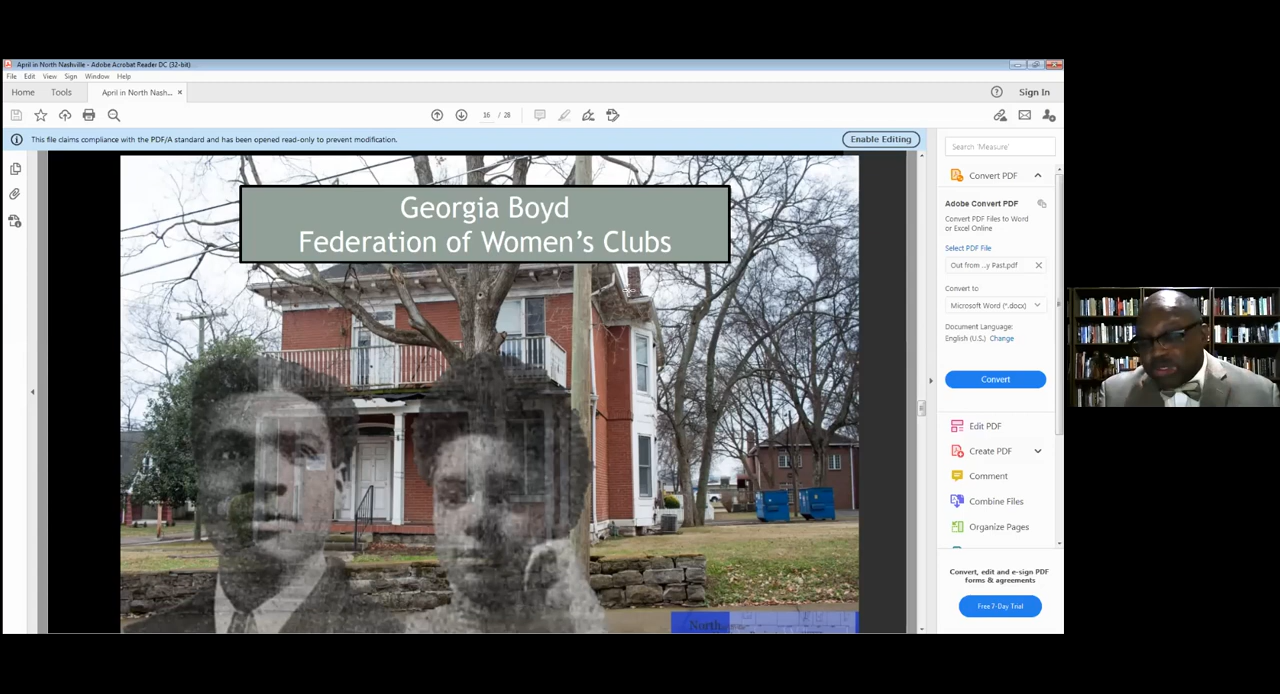 April in North Nashville - Adobe Acrobat Reader DC (32-bit)
File Edit View Sign Window Help
Home Tools April in North Nash... ×
Sign In
16 / 28
This file claims compliance with the PDF/A standard and has been opened read-only to prevent modification.
Enable Editing
Georgia Boyd
Federation of Women's Clubs
North
Search 'Measure'
Convert PDF
Adobe Convert PDF
Convert PDF Files to Word
or Excel Online
Select PDF File
Out from ...y Past.pdf
Convert to
Microsoft Word (*.docx)
Document Language:
English (U.S.) Change
Convert
Edit PDF
Create PDF
Comment
Combine Files
Organize Pages
Convert, edit and e-sign PDF
forms & agreements
Free 7-Day Trial